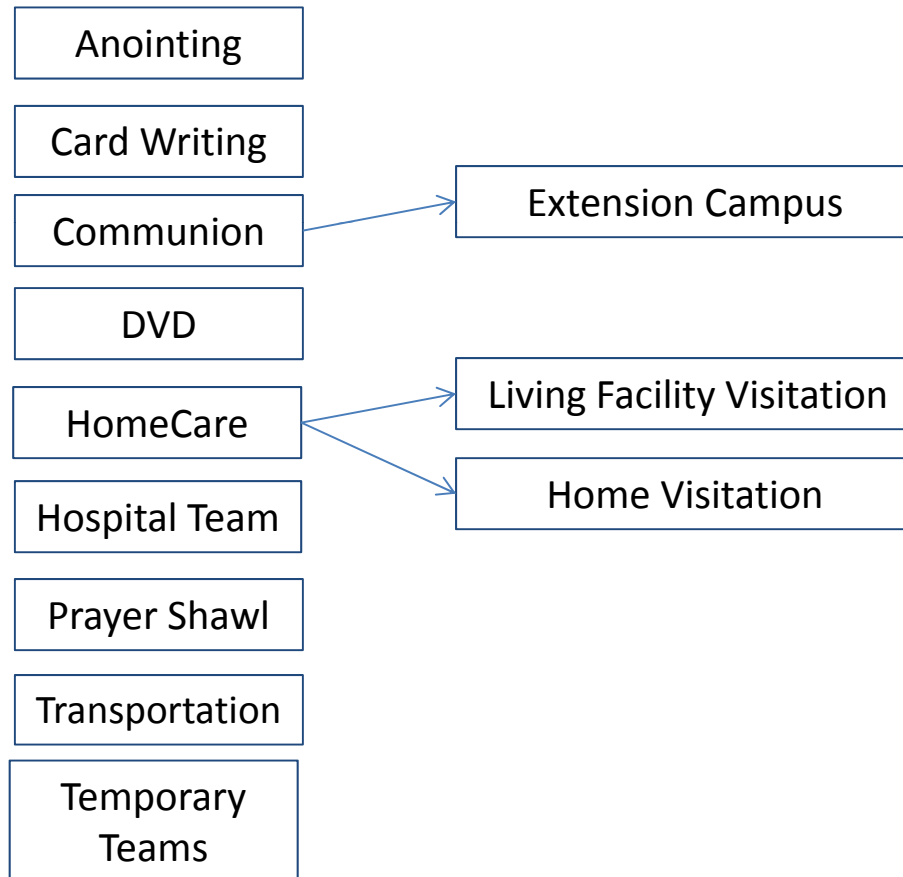 Anointing
Card Writing
Communion
Extension Campus
DVD
HomeCare
Living Facility Visitation
Home Visitation
Hospital Team
Prayer Shawl
Transportation
Temporary
Teams